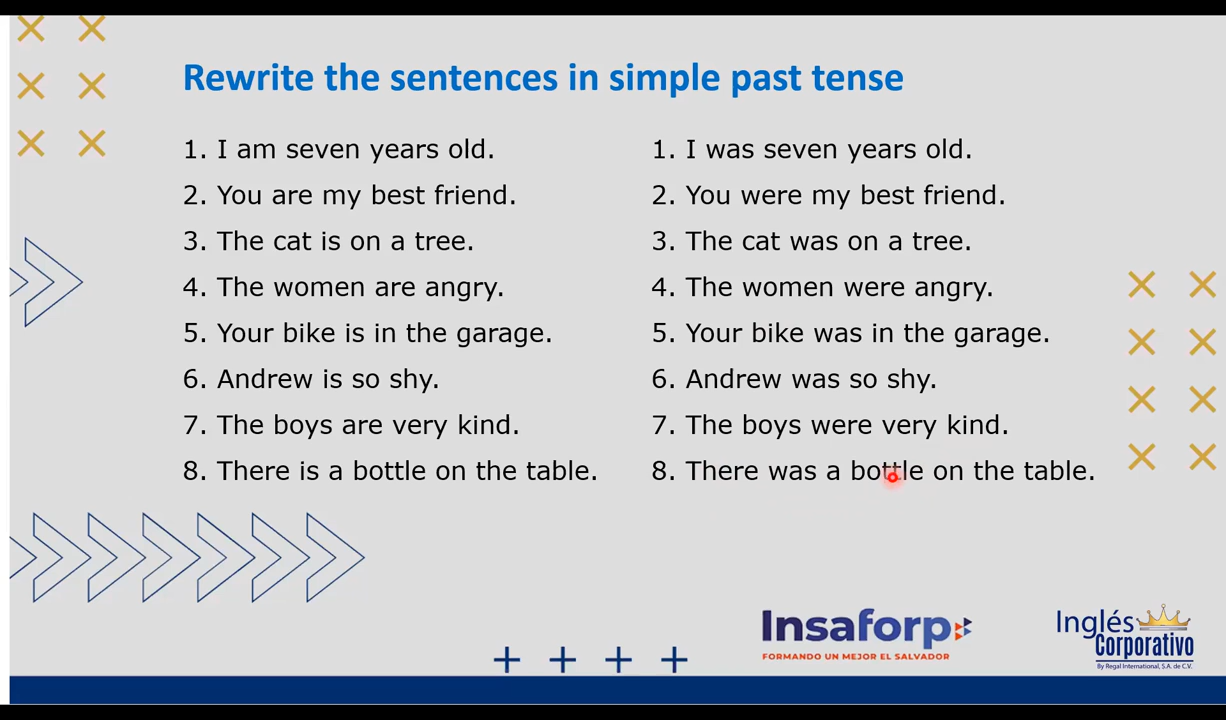 Rewrite the sentences in simple past tense
1. I am seven years old.
2. You are my best friend.
3. The cat is on a tree.
4. The women are angry.
5. Your bike is in the garage.
6. Andrew is so shy.
7. The boys are very kind.
8. There is a bottle on the table.
1. I was seven years old.
2. You were my best friend.
3. The cat was on a tree.
4. The women were angry.
5. Your bike was in the garage.
6. Andrew was so shy.
7. The boys were very kind.
8. There was a bottle on the table.
Insaforp
FORMANDO UN MEJOR EL SALVADOR
Inglés
Corporativo
By Regal International, S.A. de C.V.